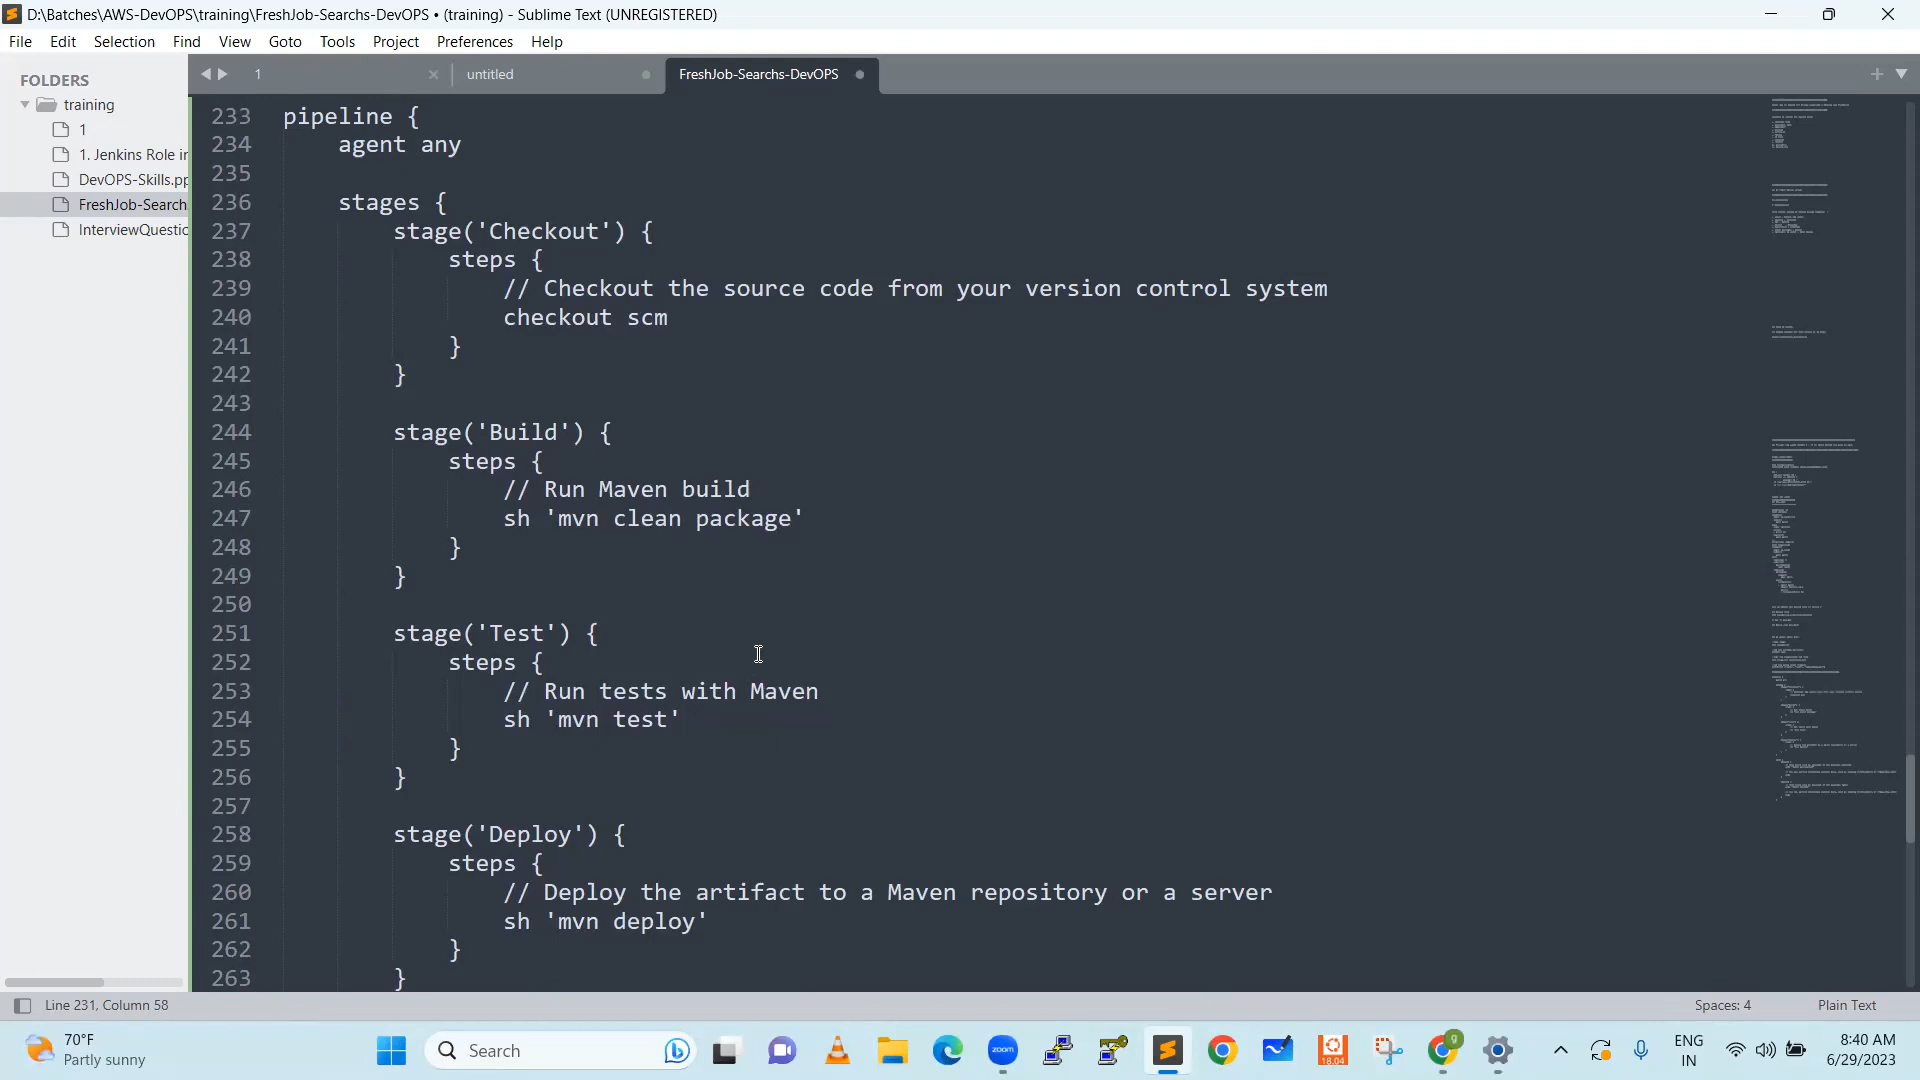 D:\Batches\AWS-DevOPS\training\FreshJob-Searchs-DevOPS • (training) - Sublime Text (UNREGISTERED)
File Edit Selection Find View Goto Tools Project Preferences Help
FOLDERS
training
1
1. Jenkins Role in
DevOPS-Skills.pp
FreshJob-Search
InterviewQuestic
1
untitled
FreshJob-Searchs-DevOPS
233 pipeline {
234     agent any
235
236     stages {
237         stage('Checkout') {
238             steps {
239                 // Checkout the source code from your version control system
240                 checkout scm
241             }
242         }
243
244         stage('Build') {
245             steps {
246                 // Run Maven build
247                 sh 'mvn clean package'
248             }
249         }
250
251         stage('Test') {
252             steps {
253                 // Run tests with Maven
254                 sh 'mvn test'
255             }
256         }
257
258         stage('Deploy') {
259             steps {
260                 // Deploy the artifact to a Maven repository or a server
261                 sh 'mvn deploy'
262             }
263         }
Line 231, Column 58
Spaces: 4
Plain Text
70°F
Partly sunny
Search
zoom
18.04
9
ENG
IN
8:40 AM
6/29/2023